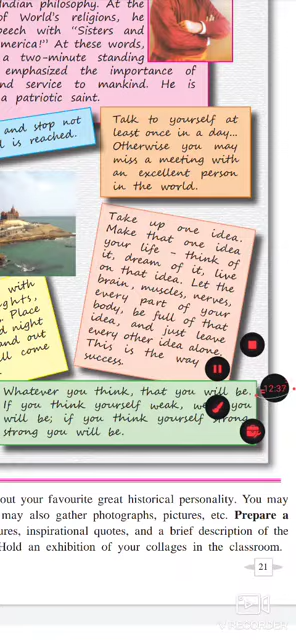 ndian philosophy. At the
of World's religions, he
peech with "Sisters and
merica!" At these words,
a two-minute standing
emphasized the importance of
nd service to mankind. He is
a patriotic saint.
and stop not
l is reached.
Talk to yourself at
least once in a day...
Otherwise you may
miss a meeting with
an excellent person
in the world.
Take up one idea.
Make that one idea
your life - think of
it, dream of it, live
on that idea. Let the
brain, muscles, nerves,
every part of your
body, be full of that
idea, and just leave
every other idea alone.
This is the way
success.
with
ghts,
Place
d night
and out
ll come
Whatever you think, that you will be.
If you think yourself weak, you
will be; if you think yourself strong,
strong you will be.
12:37
out your favourite great historical personality. You may
may also gather photographs, pictures, etc. Prepare a
ures, inspirational quotes, and a brief description of the
Hold an exhibition of your collages in the classroom.
21
V RECORDER